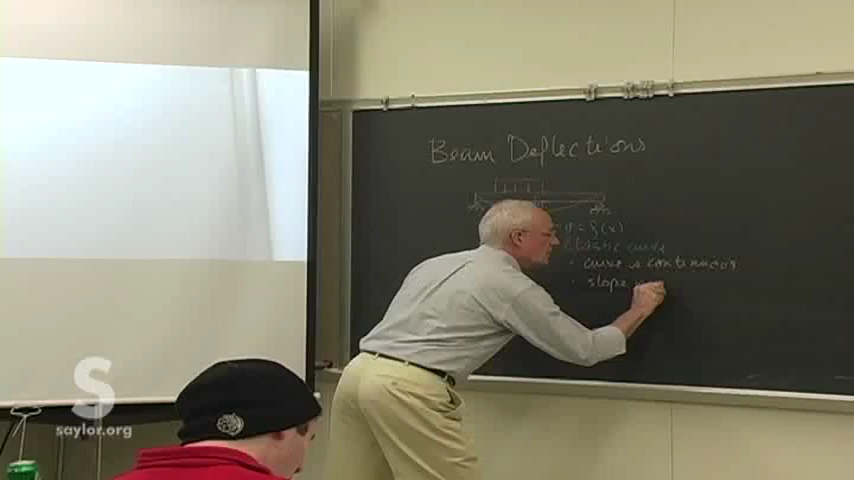 Beam Deflections
v = f(x)
Elastic curve
· curve is continuous
· slope
S
saylor.org